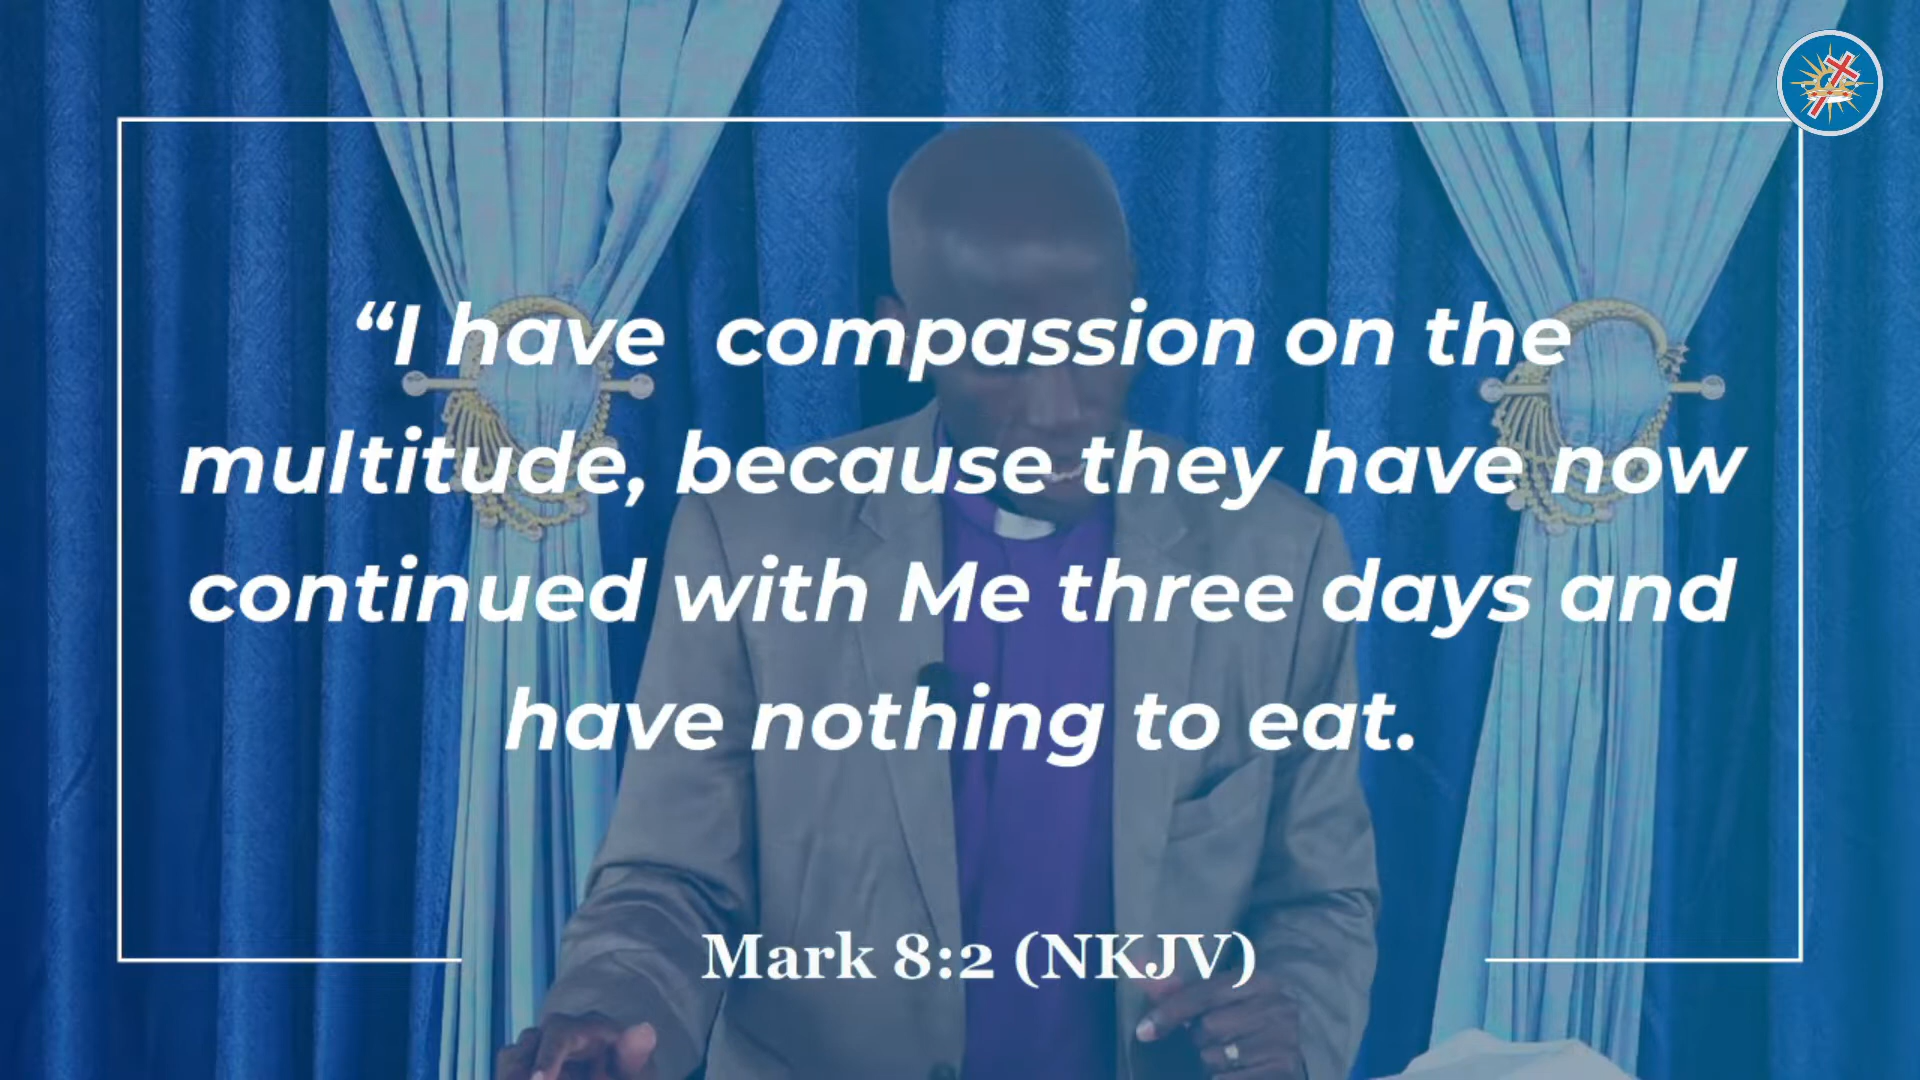 “I have  compassion on the
multitude, because they have now
continued with Me three days and
have nothing to eat.
Mark 8:2 (NKJV)